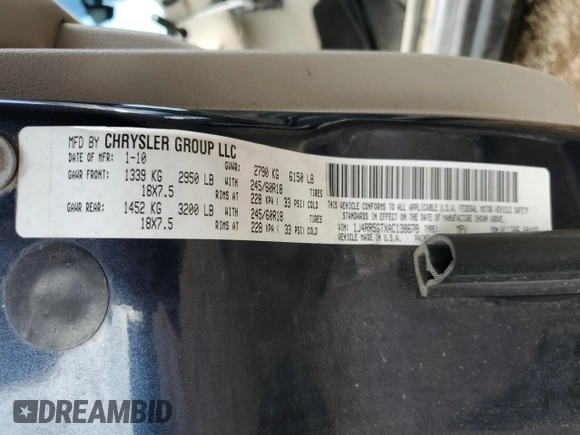 MFD BY CHRYSLER GROUP LLC
DATE OF MFR: 1-10 GVWR: 2790 KG 6150 LB
GAWR FRONT: 1339 KG 2950 LB WITH 245/60R18 TIRES
18X7.5 RIMS AT 228 KPA ( 33 PSI) COLD
GAWR REAR: 1452 KG 3200 LB WITH 245/60R18 TIRES
18X7.5 RIMS AT 228 KPA ( 33 PSI) COLD
THIS VEHICLE CONFORMS TO ALL APPLICABLE U.S.A. FEDERAL MOTOR VEHICLE SAFETY
STANDARDS IN EFFECT ON THE DATE OF MANUFACTURE SHOWN ABOVE.
VIN: 1J4RR5GTXAC138678 TYPE: MPV
VEHICLE MADE IN U.S.A.
DREAMBID